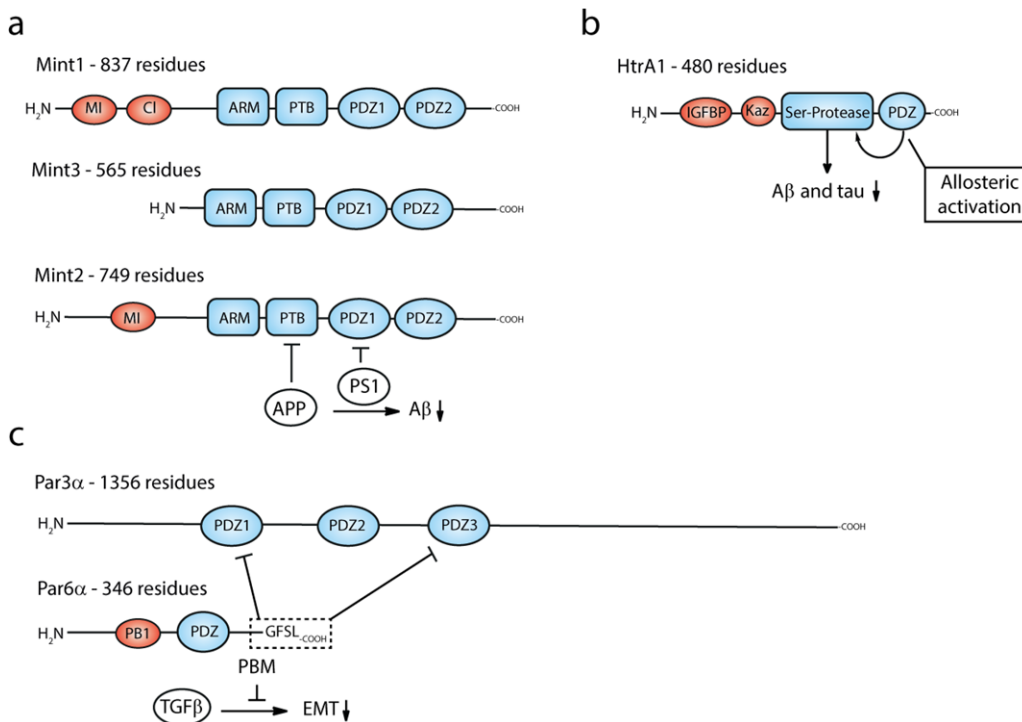 a
Mint1 - 837 residues
H2N MI CI ARM PTB PDZ1 PDZ2 -COOH
Mint3 - 565 residues
H2N ARM PTB PDZ1 PDZ2 -COOH
Mint2 - 749 residues
H2N MI ARM PTB PDZ1 PDZ2 -COOH
PS1
APP Aβ
b
HtrA1 - 480 residues
H2N IGFBP Kaz Ser-Protease PDZ -COOH
Aβ and tau
Allosteric
activation
c
Par3α - 1356 residues
H2N PDZ1 PDZ2 PDZ3 -COOH
Par6α - 346 residues
H2N PB1 PDZ GFSL-COOH
PBM
TGFβ EMT